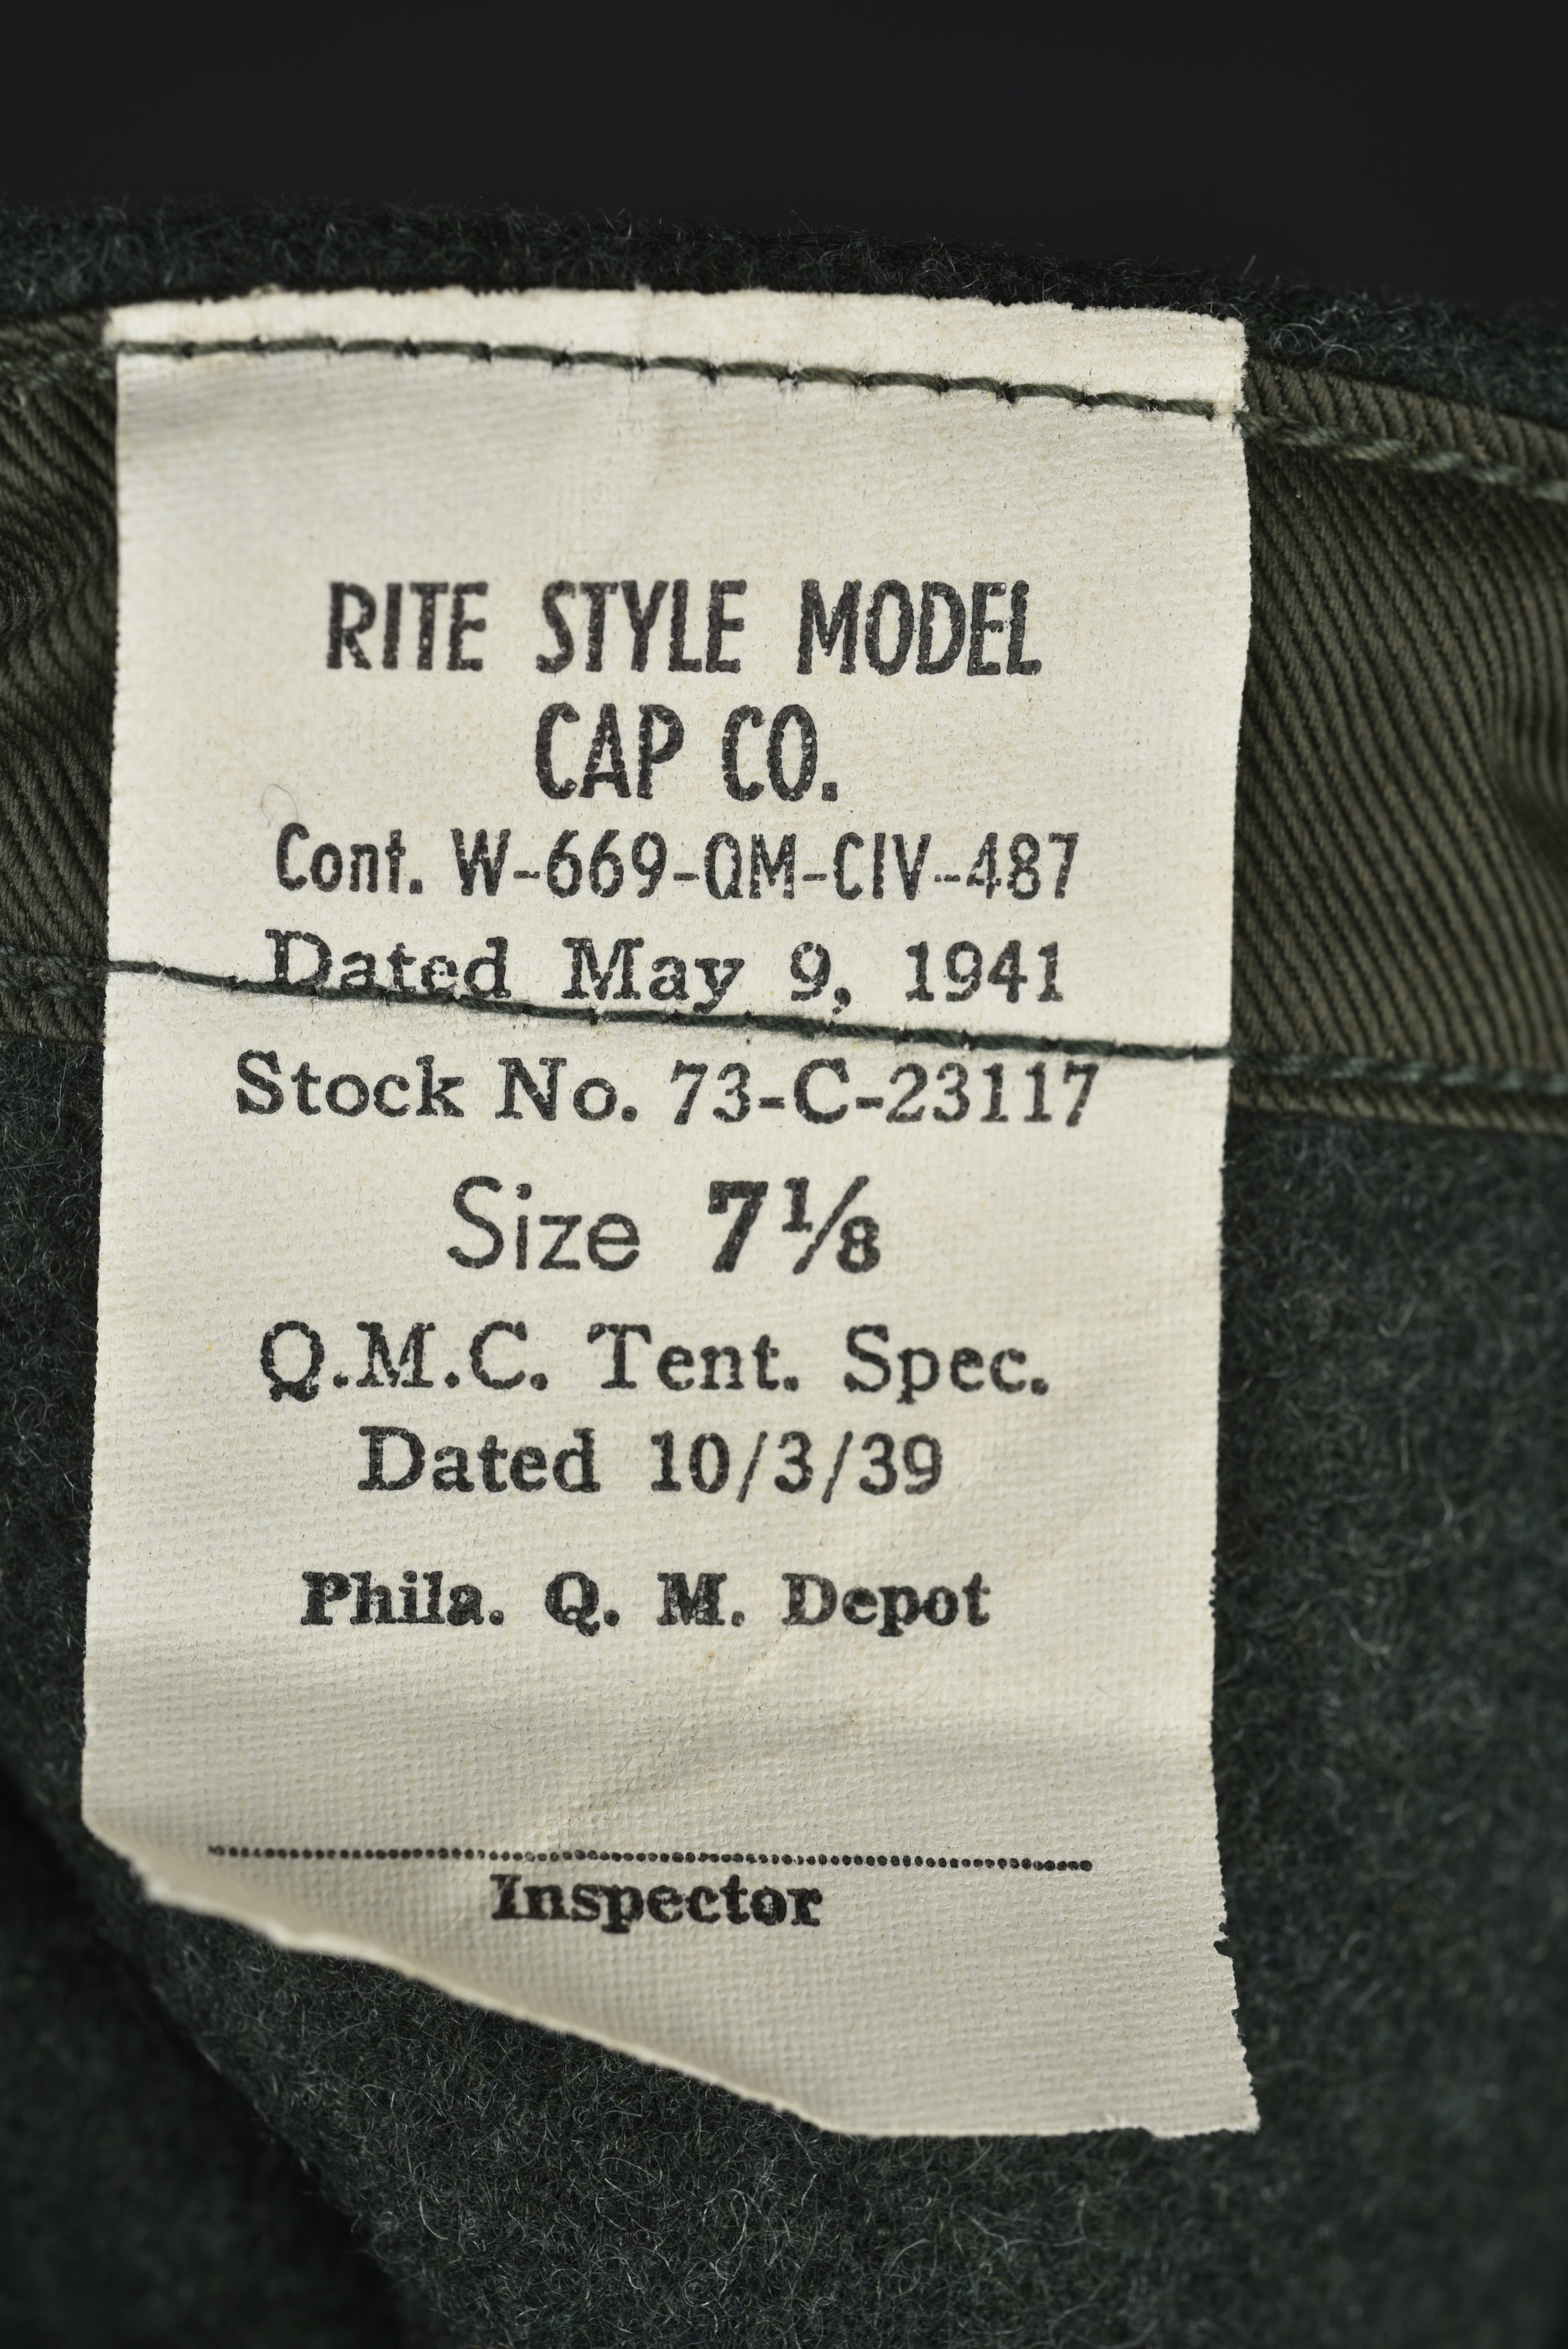 RITE STYLE MODEL
CAP CO.
Cont. W-669-QM-CIV-487
Dated May 9, 1941
Stock No. 73-C-23117
Size 7⅛
Q.M.C. Tent. Spec.
Dated 10/3/39
Phila. Q. M. Depot
Inspector